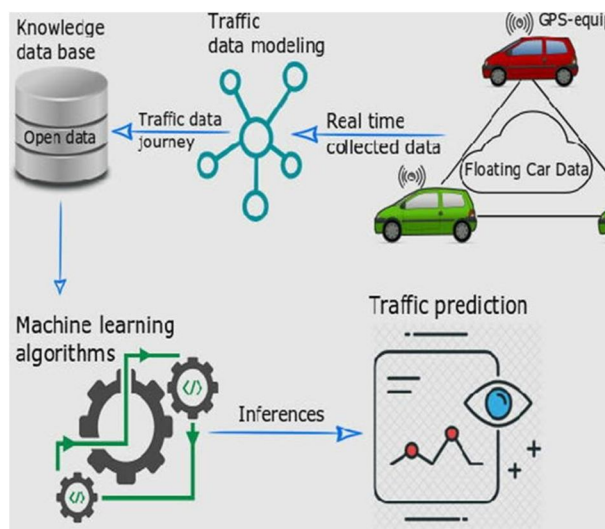 Knowledge
data base
Open data
Traffic
data modeling
Traffic data
journey
Real time
collected data
GPS-equip
Floating Car Data
Machine learning
algorithms
</>
</>
Inferences
Traffic prediction